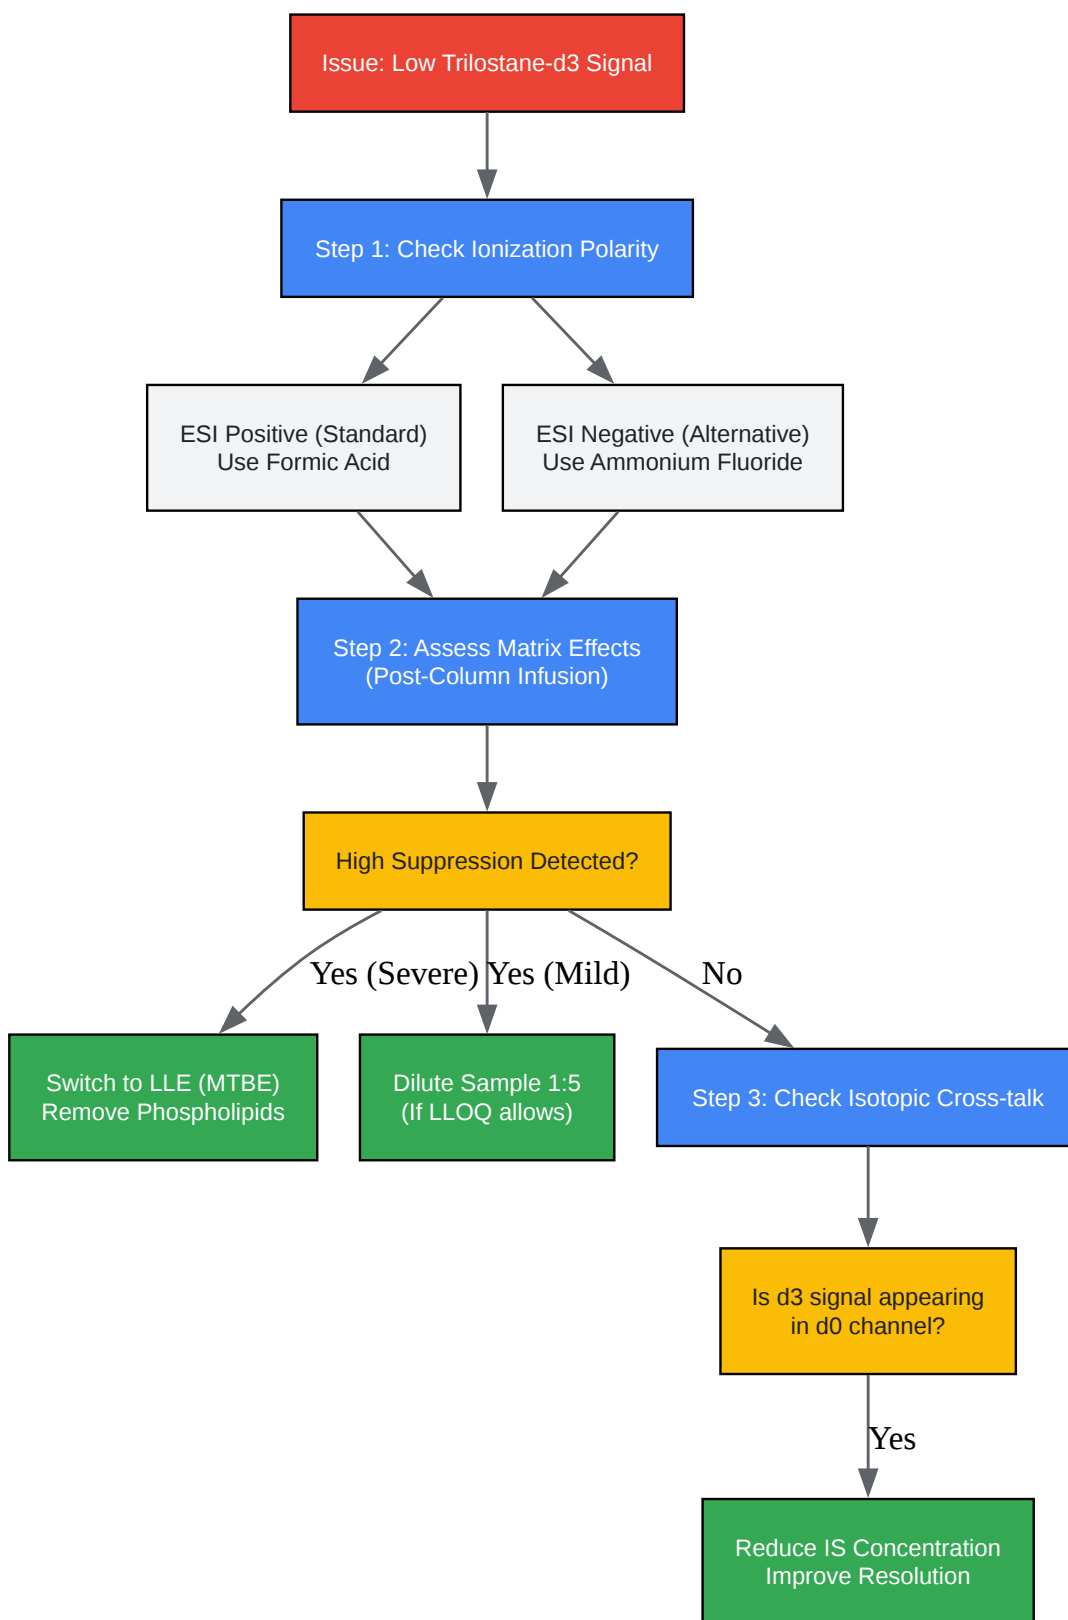 Issue: Low Trilostane-d3 Signal
Step 1: Check Ionization Polarity
ESI Positive (Standard)
Use Formic Acid
ESI Negative (Alternative)
Use Ammonium Fluoride
Step 2: Assess Matrix Effects
(Post-Column Infusion)
High Suppression Detected?
Yes (Severe)
Yes (Mild)
No
Switch to LLE (MTBE)
Remove Phospholipids
Dilute Sample 1:5
(If LLOQ allows)
Step 3: Check Isotopic Cross-talk
Is d3 signal appearing
in d0 channel?
Yes
Reduce IS Concentration
Improve Resolution